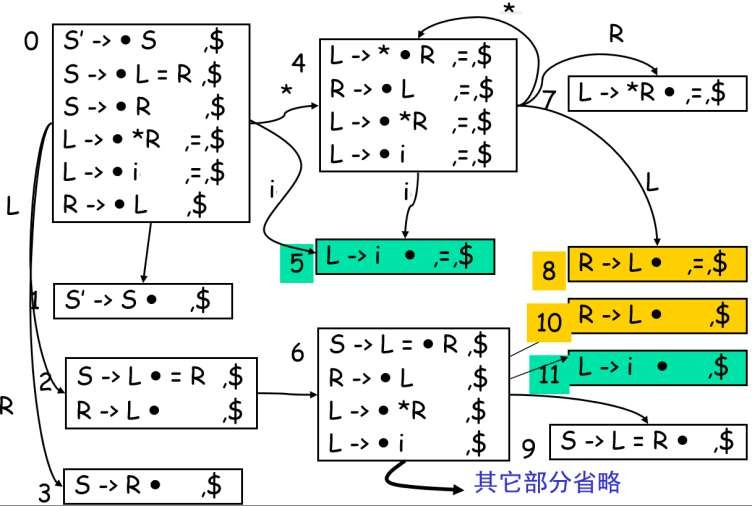 0
S' -> • S ,$
S -> • L = R ,$
S -> • R ,$
L -> • *R ,=,$
L -> • i ,=,$
R -> • L ,$
*
i
L
R
1
S' -> S • ,$
2
S -> L • = R ,$
R -> L • ,$
3
S -> R • ,$
4
L -> * • R ,=,$
R -> • L ,=,$
L -> • *R ,=,$
L -> • i ,=,$
*
R
i
L
5
L -> i • ,=,$
7
L -> *R • ,=,$
8
R -> L • ,=,$
10
R -> L • ,$
11
L -> i • ,$
6
S -> L = • R ,$
R -> • L ,$
L -> • *R ,$
L -> • i ,$
9
S -> L = R • ,$
其它部分省略